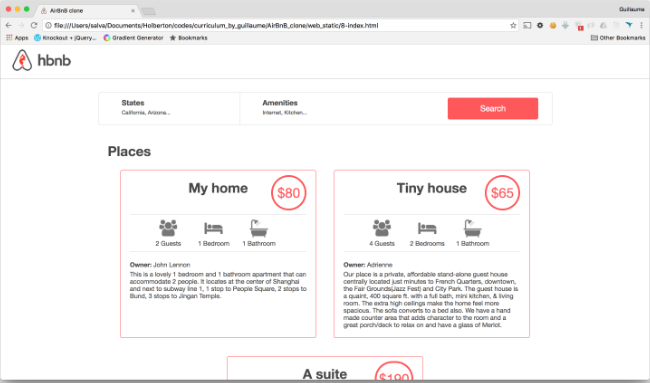 AirBnB clone
Guillaume
file:///Users/salva/Documents/Holberton/codes/curriculum_by_guillaume/AirBnB_clone/web_static/8-index.html
Apps Knockout + jQuery... Gradient Generator Bookmarks Other Bookmarks
hbnb
States
California, Arizona...
Amenities
Internet, Kitchen...
Search
Places
My home
$80
2 Guests 1 Bedroom 1 Bathroom
Owner: John Lennon
This is a lovely 1 bedroom and 1 bathroom apartment that can
accommodate 2 people. It locates at the center of Shanghai
and next to subway line 1, 1 stop to People Square, 2 stops to
Bund, 3 stops to Jingan Temple.
Tiny house
$65
4 Guests 2 Bedrooms 1 Bathroom
Owner: Adrienne
Our place is a private, affordable stand-alone guest house
centrally located just minutes to French Quarters, downtown,
the Fair Grounds(Jazz Fest) and City Park. The guest house is
a quaint, 400 square ft. with a full bath, mini kitchen, & living
room. The extra high ceilings make the home feel more
spacious. The sofa converts to a bed also. We have a hand
made counter area that adds character to the room and a
great porch/deck to relax on and have a glass of Merlot.
A suite
$190